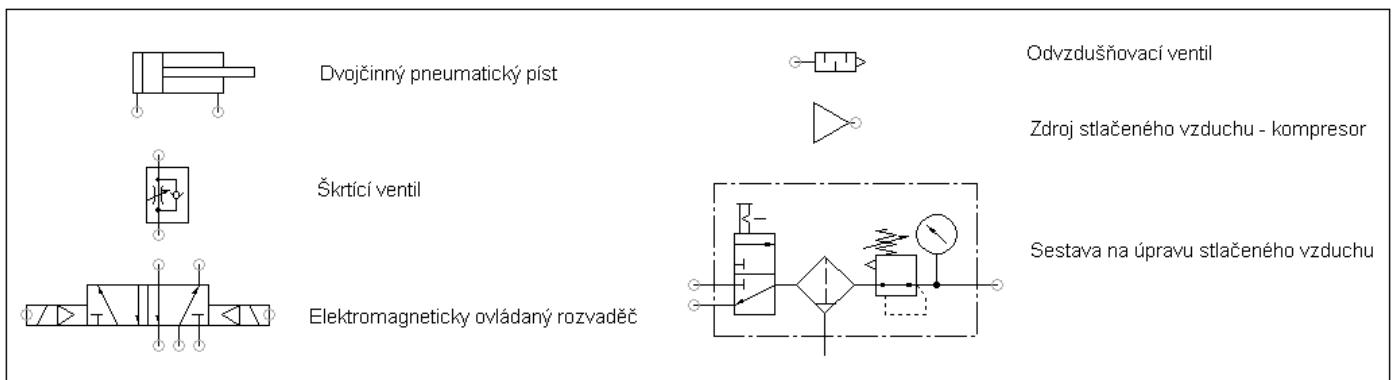 Dvojčinný pneumatický píst
Škrtící ventil
Elektromagneticky ovládaný rozvaděč
Odvzdušňovací ventil
Zdroj stlačeného vzduchu - kompresor
Sestava na úpravu stlačeného vzduchu